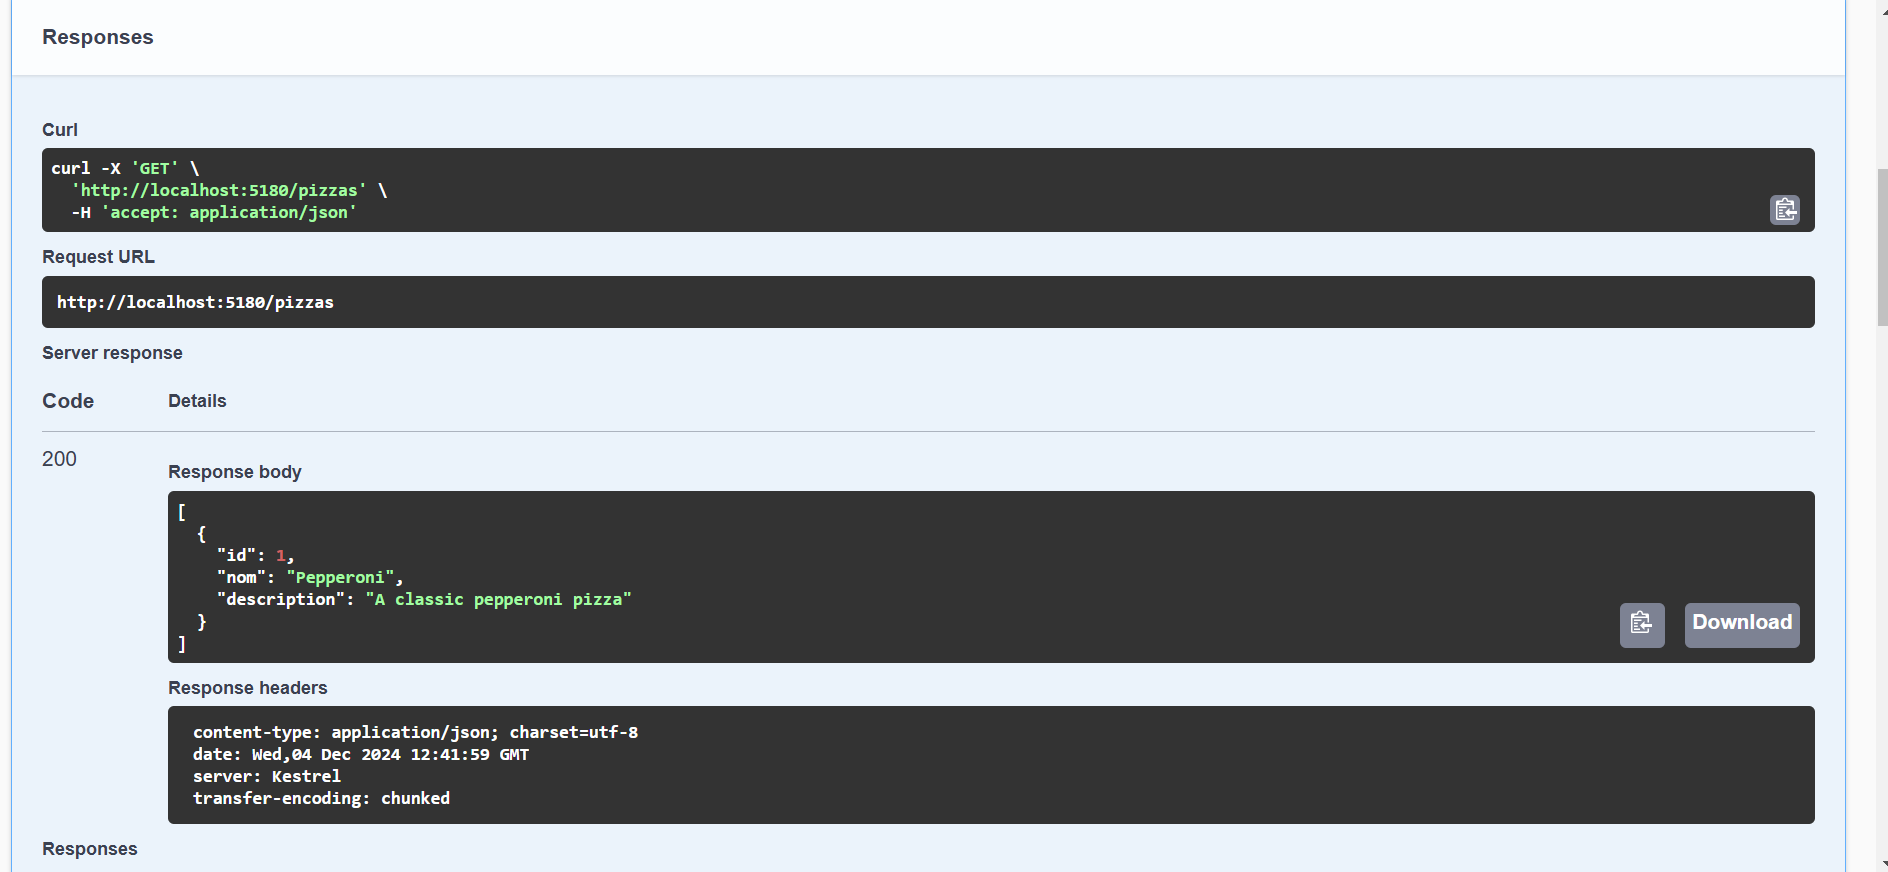 Responses
Curl
curl -X 'GET' \
  'http://localhost:5180/pizzas' \
  -H 'accept: application/json'
Request URL
http://localhost:5180/pizzas
Server response
Code Details
200
Response body
[
  {
    "id": 1,
    "nom": "Pepperoni",
    "description": "A classic pepperoni pizza"
  }
]
Download
Response headers
content-type: application/json; charset=utf-8
date: Wed,04 Dec 2024 12:41:59 GMT
server: Kestrel
transfer-encoding: chunked
Responses